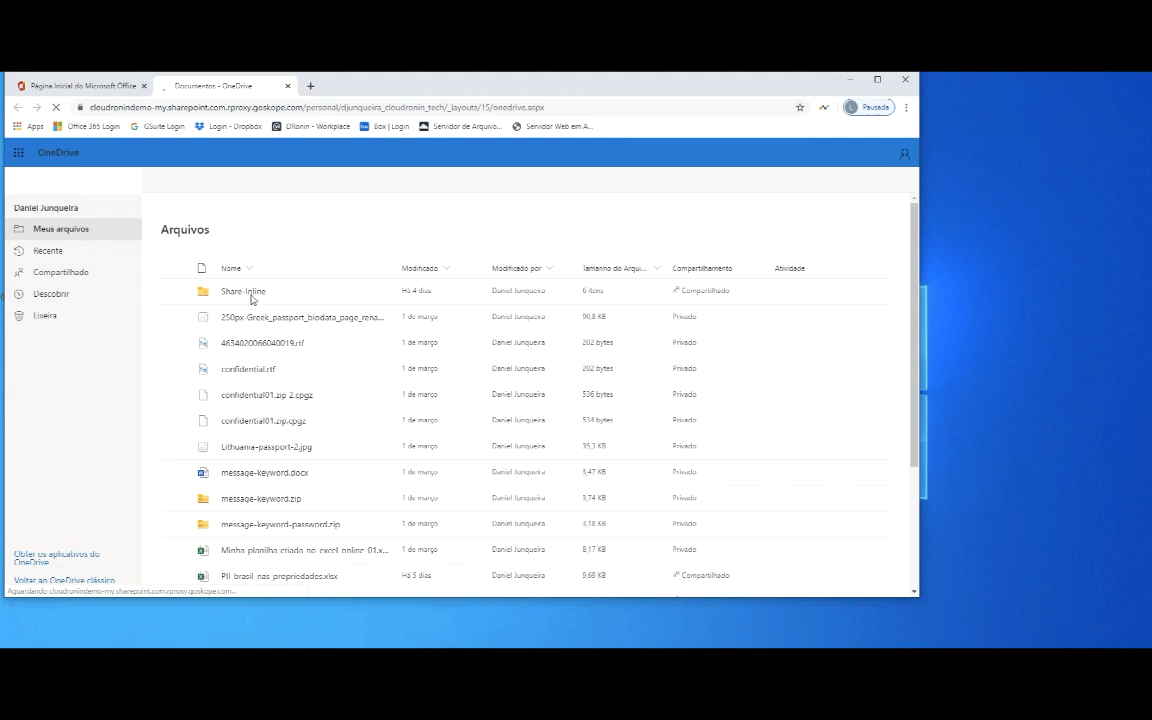 Página Inicial do Microsoft Office
Documentos - OneDrive
cloudronindemo-my.sharepoint.com.rproxy.goskope.com/personal/djunqueira_cloudronin_tech/_layouts/15/onedrive.aspx
L Pausada
Apps Office 365 Login GSuite Login Login - Dropbox DRonin - Workplace Box | Login Servidor de Arquivo... Servidor Web em A...
OneDrive
Daniel Junqueira
Meus arquivos
Recente
Compartilhado
Descobrir
Lixeira
Obter os aplicativos do
OneDrive
Voltar ao OneDrive clássico
Arquivos
Nome Modificado Modificado por Tamanho do Arqui... Compartilhamento Atividade
Share-Inline Há 4 dias Daniel Junqueira 6 itens Compartilhado
250px-Greek_passport_biodata_page_rena... 1 de março Daniel Junqueira 90,8 KB Privado
4634020066040019.rtf 1 de março Daniel Junqueira 202 bytes Privado
confidential.rtf 1 de março Daniel Junqueira 202 bytes Privado
confidential01.zip 2.cpgz 1 de março Daniel Junqueira 536 bytes Privado
confidential01.zip.cpgz 1 de março Daniel Junqueira 534 bytes Privado
Lithuania-passport-2.jpg 1 de março Daniel Junqueira 35,3 KB Privado
message-keyword.docx 1 de março Daniel Junqueira 3,47 KB Privado
message-keyword.zip 1 de março Daniel Junqueira 3,74 KB Privado
message-keyword-password.zip 1 de março Daniel Junqueira 3,18 KB Privado
Minha planilha criada no excel online 01.x... 1 de março Daniel Junqueira 8,17 KB Privado
PII brasil nas propriedades.xlsx Há 5 dias Daniel Junqueira 9,69 KB Compartilhado
Aguardando cloudronindemo-my.sharepoint.com.rproxy.goskope.com...